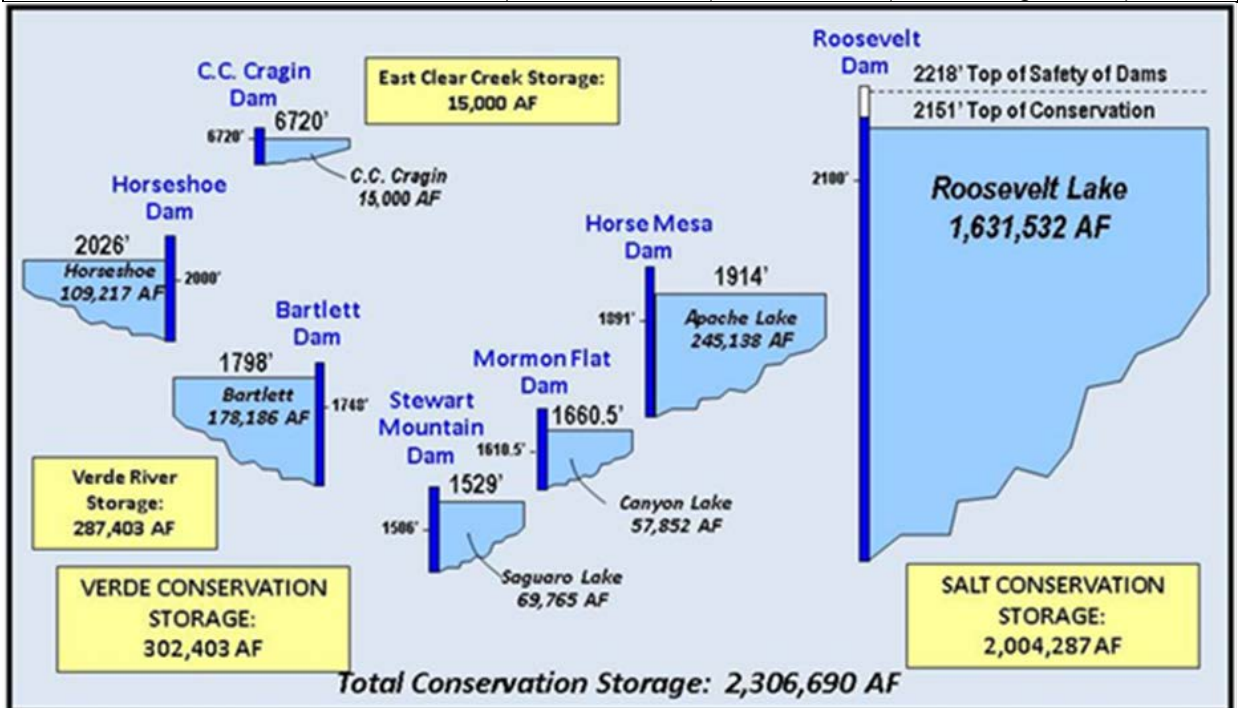 C.C. Cragin
Dam
6720'
6720'
C.C. Cragin
15,000 AF
East Clear Creek Storage:
15,000 AF
Roosevelt
Dam
2218' Top of Safety of Dams
2151' Top of Conservation
2100'
Roosevelt Lake
1,631,532 AF
Horseshoe
Dam
2026'
Horseshoe
109,217 AF
2000'
Horse Mesa
Dam
1914'
1891'
Apache Lake
245,138 AF
Bartlett
Dam
1798'
Bartlett
178,186 AF
1748'
Mormon Flat
Dam
1660.5'
1610.5'
Canyon Lake
57,852 AF
Stewart
Mountain
Dam
1529'
1506'
Saguaro Lake
69,765 AF
Verde River
Storage:
287,403 AF
VERDE CONSERVATION
STORAGE:
302,403 AF
SALT CONSERVATION
STORAGE:
2,004,287 AF
Total Conservation Storage: 2,306,690 AF